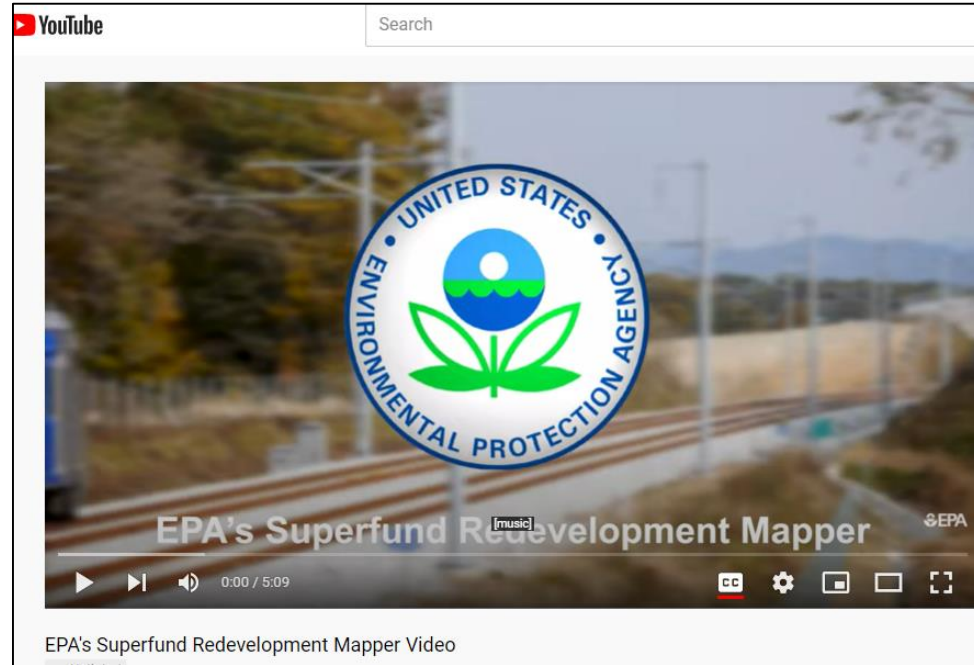 YouTube
Search
UNITED STATES
ENVIRONMENTAL PROTECTION AGENCY
EPA's Superfund Redevelopment Mapper
[music]
EPA
0:00 / 5:09
CC
EPA's Superfund Redevelopment Mapper Video